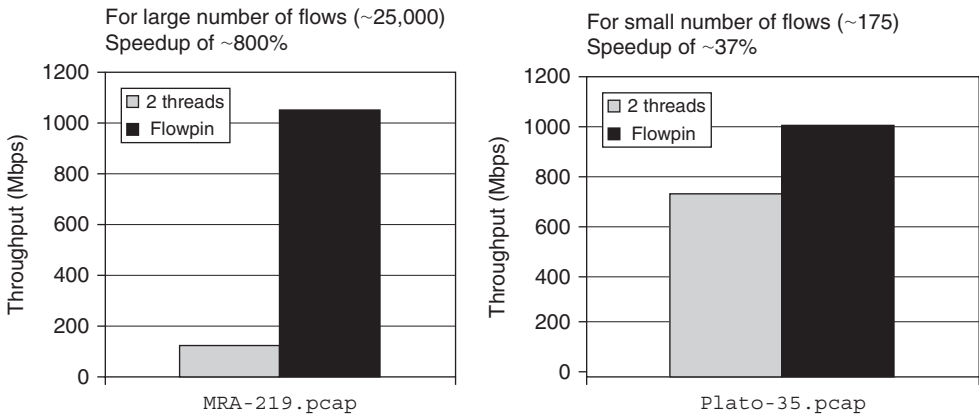 For large number of flows (~25,000)
Speedup of ~800%
1200
1000
800
600
400
200
0
Throughput (Mbps)
2 threads
Flowpin
MRA-219.pcap
For small number of flows (~175)
Speedup of ~37%
1200
1000
800
600
400
200
0
Throughput (Mbps)
2 threads
Flowpin
Plato-35.pcap